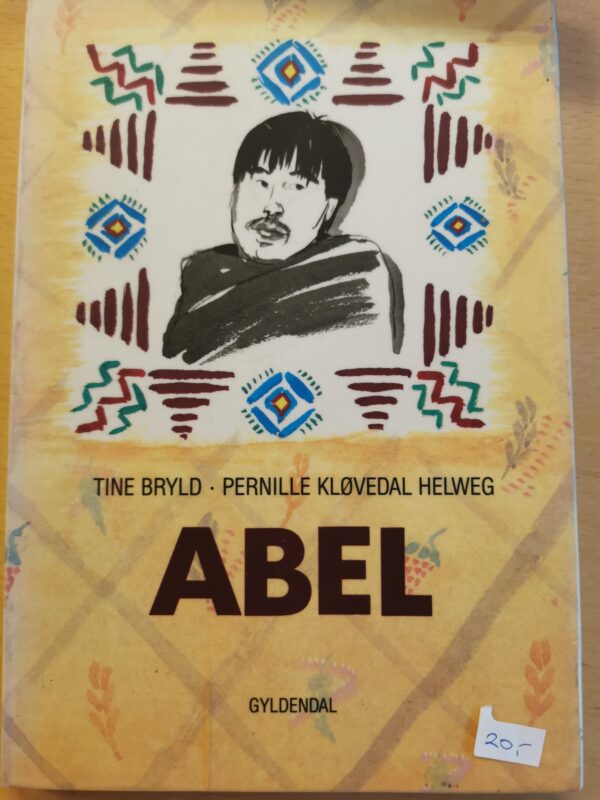 TINE BRYLD · PERNILLE KLØVEDAL HELWEG
ABEL
GYLDENDAL
20,-